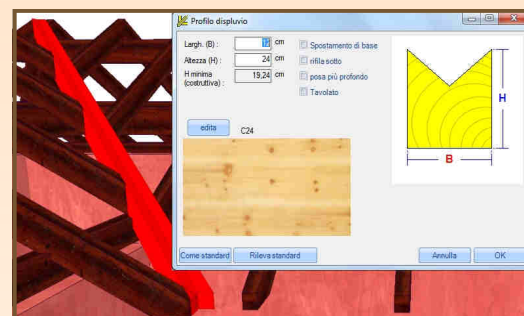 Profilo displuvio
Largh. (B) : 12 cm
Altezza (H) : 24 cm
H minima (costruttiva) : 19,24 cm
Spostamento di base
rifila sotto
posa più profondo
Tavolato
edita C24
H
B
Come standard Rileva standard Annulla OK